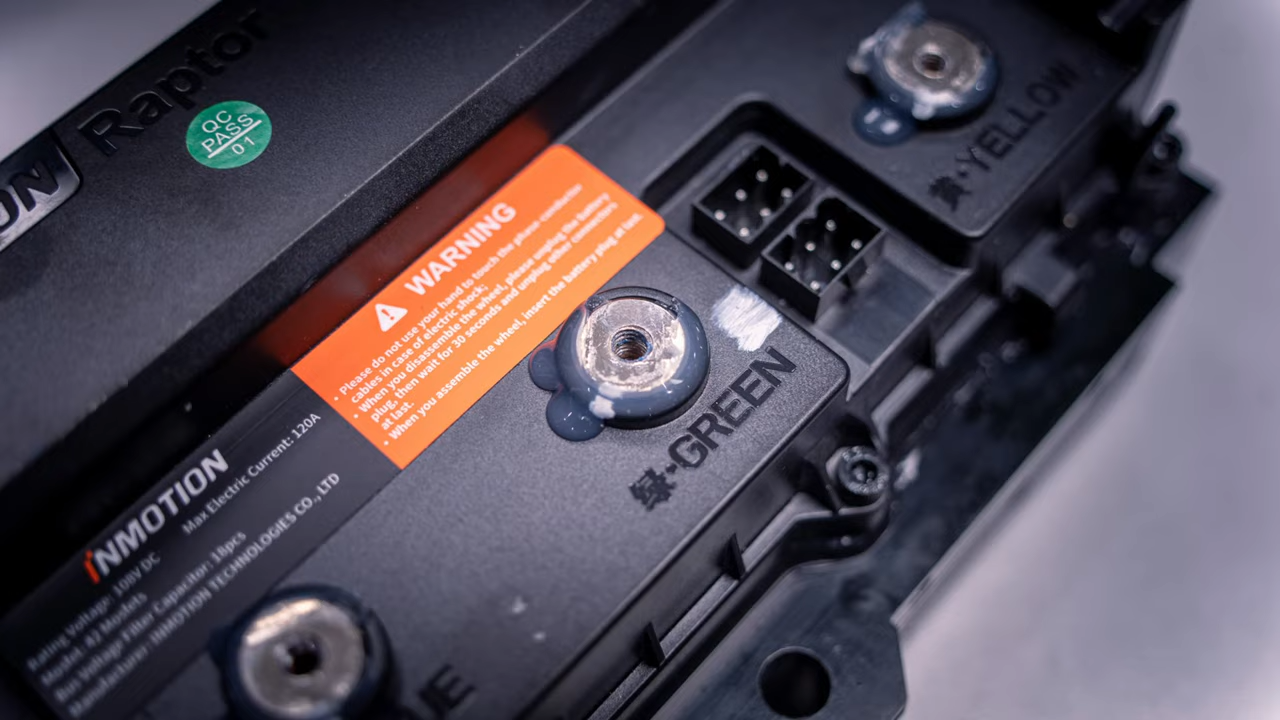 ON
Raptor
QC
PASS
01
WARNING
• Please do not use your hand to touch the phase-conductor
cables in case of electric shock;
• When you disassemble the wheel, please unplug the battery
plug, then wait for 30 seconds and unplug other connectors
at last.
• When you assemble the wheel, insert the battery plug at last.
INMOTION
Max Electric Current: 120A
Rating Voltage: 108V DC
Model: 42 Models
Bus Voltage Filter Capacitor: 18pcs
Manufacturer: INMOTION TECHNOLOGIES CO., LTD
黄·YELLOW
绿·GREEN
UE